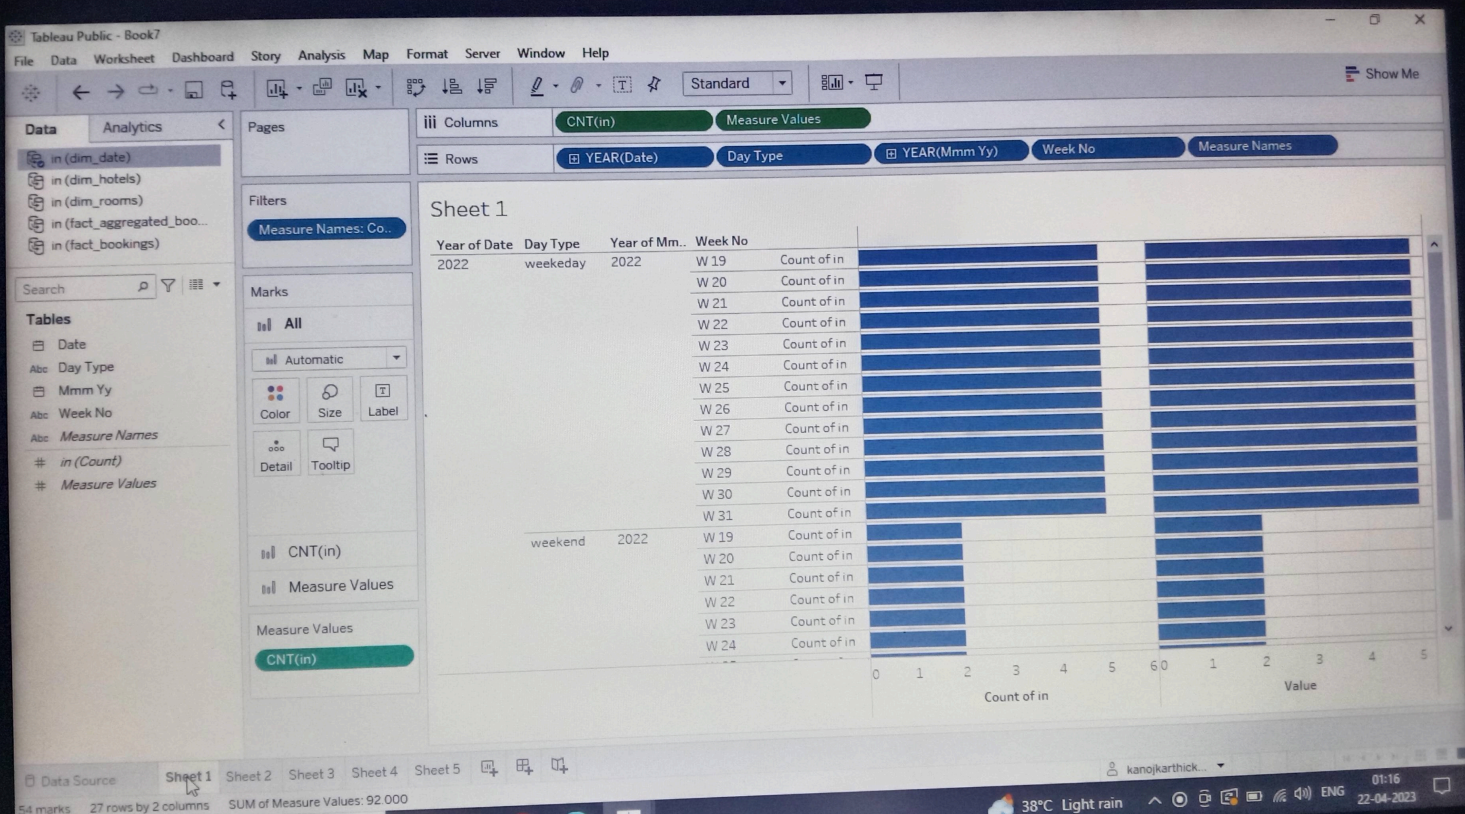 Tableau Public - Book7
File Data Worksheet Dashboard Story Analysis Map Format Server Window Help
Standard
Show Me
Data Analytics
in (dim_date)
in (dim_hotels)
in (dim_rooms)
in (fact_aggregated_boo...
in (fact_bookings)
Search
Tables
Date
Abc Day Type
Mmm Yy
Abc Week No
Abc Measure Names
# in (Count)
# Measure Values
Pages
Filters
Measure Names: Co..
Marks
All
Automatic
Color Size Label
Detail Tooltip
CNT(in)
Measure Values
Measure Values
CNT(in)
iii Columns CNT(in) Measure Values
Rows YEAR(Date) Day Type YEAR(Mmm Yy) Week No Measure Names
Sheet 1
Year of Date Day Type Year of Mm.. Week No
2022 weekeday 2022 W 19 Count of in
W 20 Count of in
W 21 Count of in
W 22 Count of in
W 23 Count of in
W 24 Count of in
W 25 Count of in
W 26 Count of in
W 27 Count of in
W 28 Count of in
W 29 Count of in
W 30 Count of in
W 31 Count of in
weekend 2022 W 19 Count of in
W 20 Count of in
W 21 Count of in
W 22 Count of in
W 23 Count of in
W 24 Count of in
0 1 2 3 4 5 6 0 1 2 3 4 5
Count of in Value
Data Source Sheet 1 Sheet 2 Sheet 3 Sheet 4 Sheet 5
kanojkarthick...
54 marks 27 rows by 2 columns SUM of Measure Values: 92.000
38°C Light rain ENG 01:16
22-04-2023